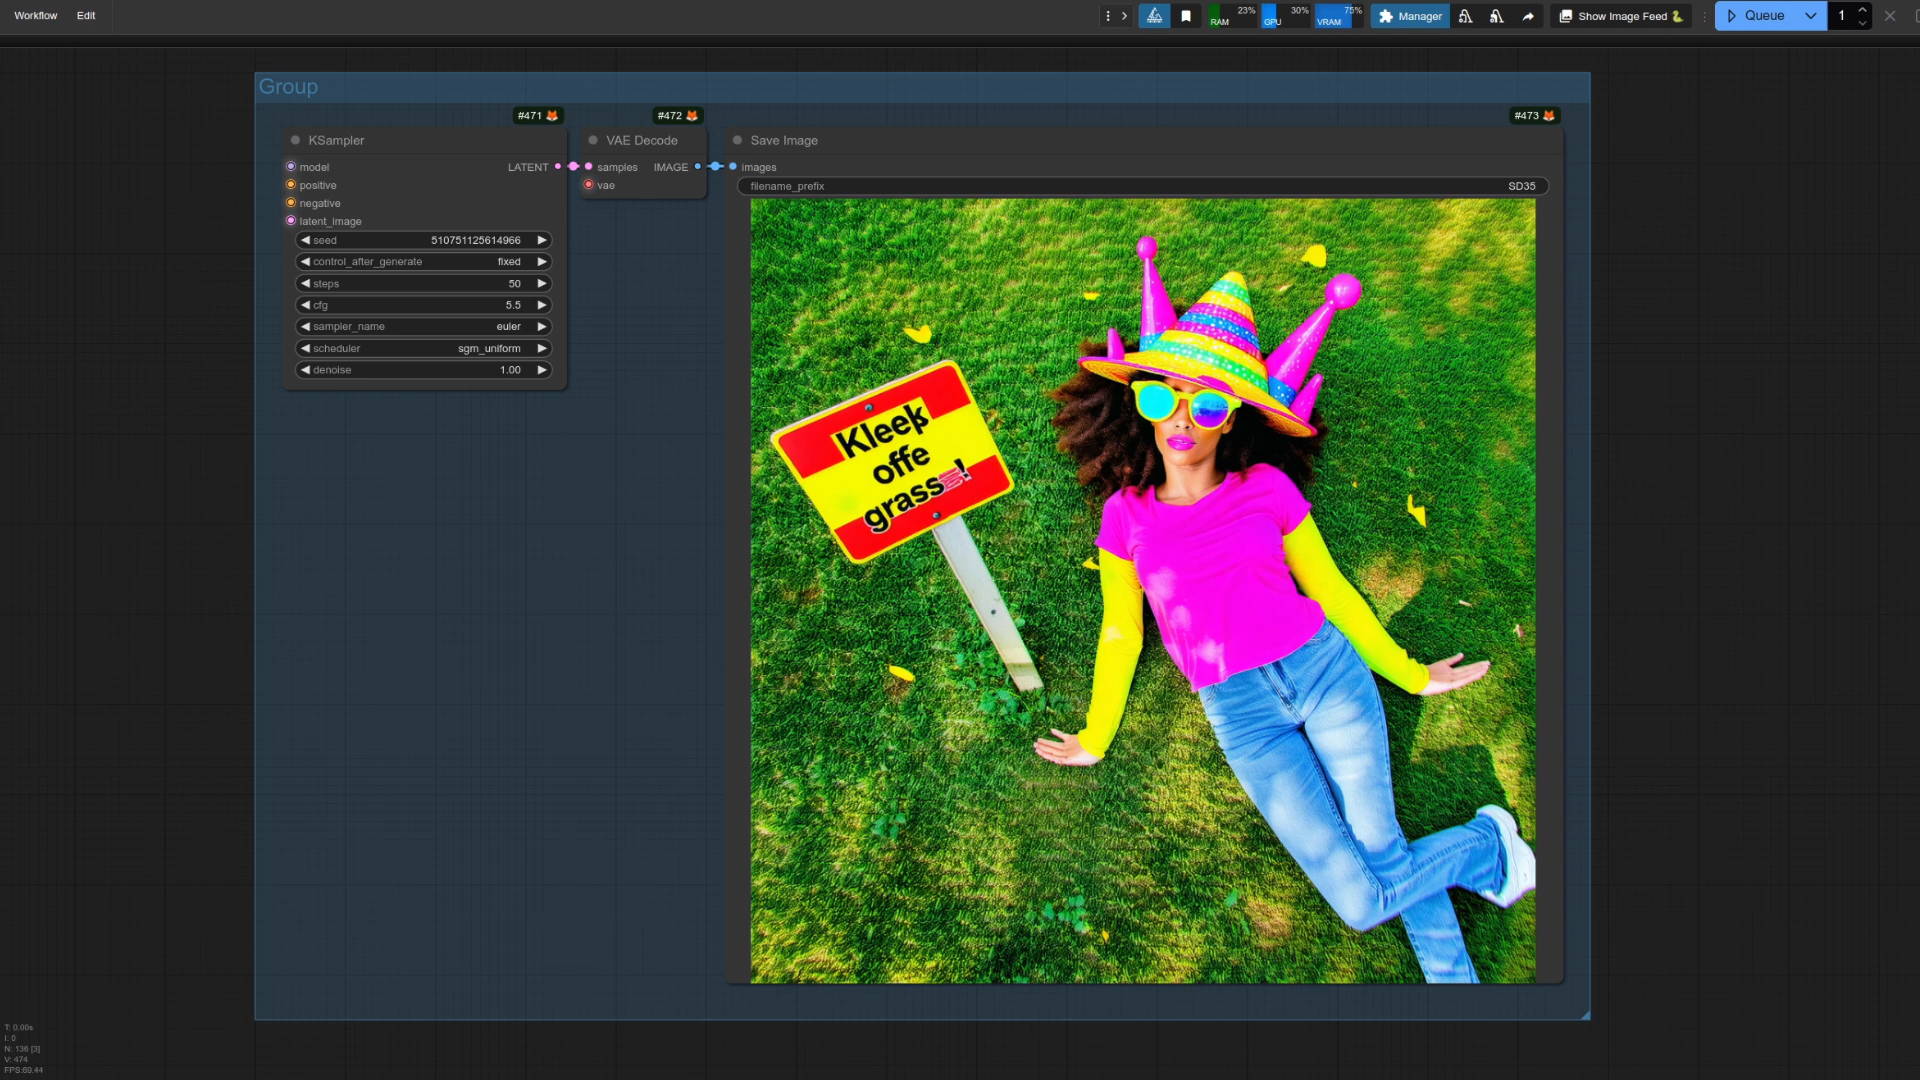 Workflow Edit
RAM 23% GPU 30% VRAM 75% Manager Show Image Feed Queue 1
Group
#471 #472 #473
KSampler
model LATENT
positive
negative
latent_image
seed 510751125614966
control_after_generate fixed
steps 50
cfg 5.5
sampler_name euler
scheduler sgm_uniform
denoise 1.00
VAE Decode
samples IMAGE
vae
Save Image
images
filename_prefix SD35
Kleek
offe
grass!
T: 0.00s
I: 0
N: 136 [3]
V: 474
FPS:69.44